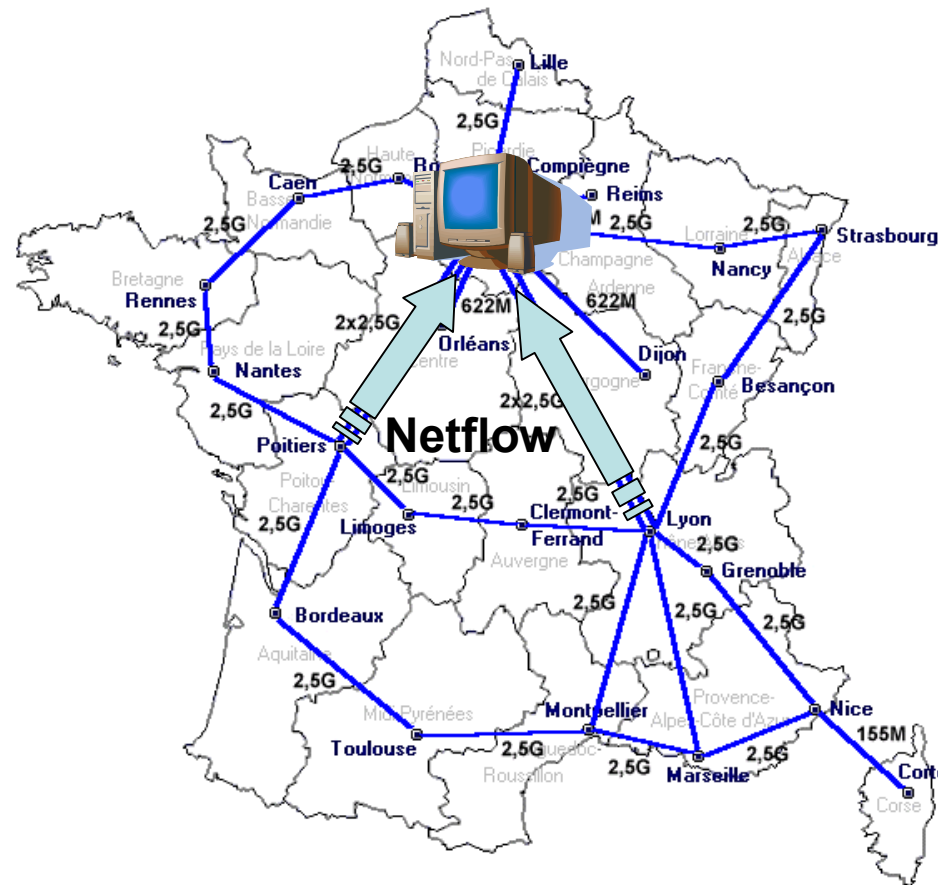 Nord-Pas
de Calais
Lille
2,5G
Picardie
Haute
2,5G
Compiègne
Caen
Basse
Normandie
Reims
2,5G
2,5G
Lorraine
2,5G
Strasbourg
Alsace
Nancy
Champagne
Ardenne
Bretagne
Rennes
622M
622M
2,5G
2x2,5G
2,5G
Pays de la Loire
Orléans
Centre
Dijon
Nantes
Franche-
Comté
Besançon
2x2,5G
2,5G
Netflow
Poitiers
2,5G
Poitou
Charentes
2,5G
Limousin
2,5G
2,5G
2,5G
Limoges
Clermont-
Ferrand
Lyon
2,5G
Auvergne
2,5G
Grenoble
2,5G
Bordeaux
2,5G
2,5G
Aquitaine
2,5G
Midi-Pyrénées
Montpellier
Provence-
Alpes-Côte d'Azur
Nice
155M
Toulouse
2,5G
Roussillon
2,5G
Marseille
2,5G
Corte
Corse